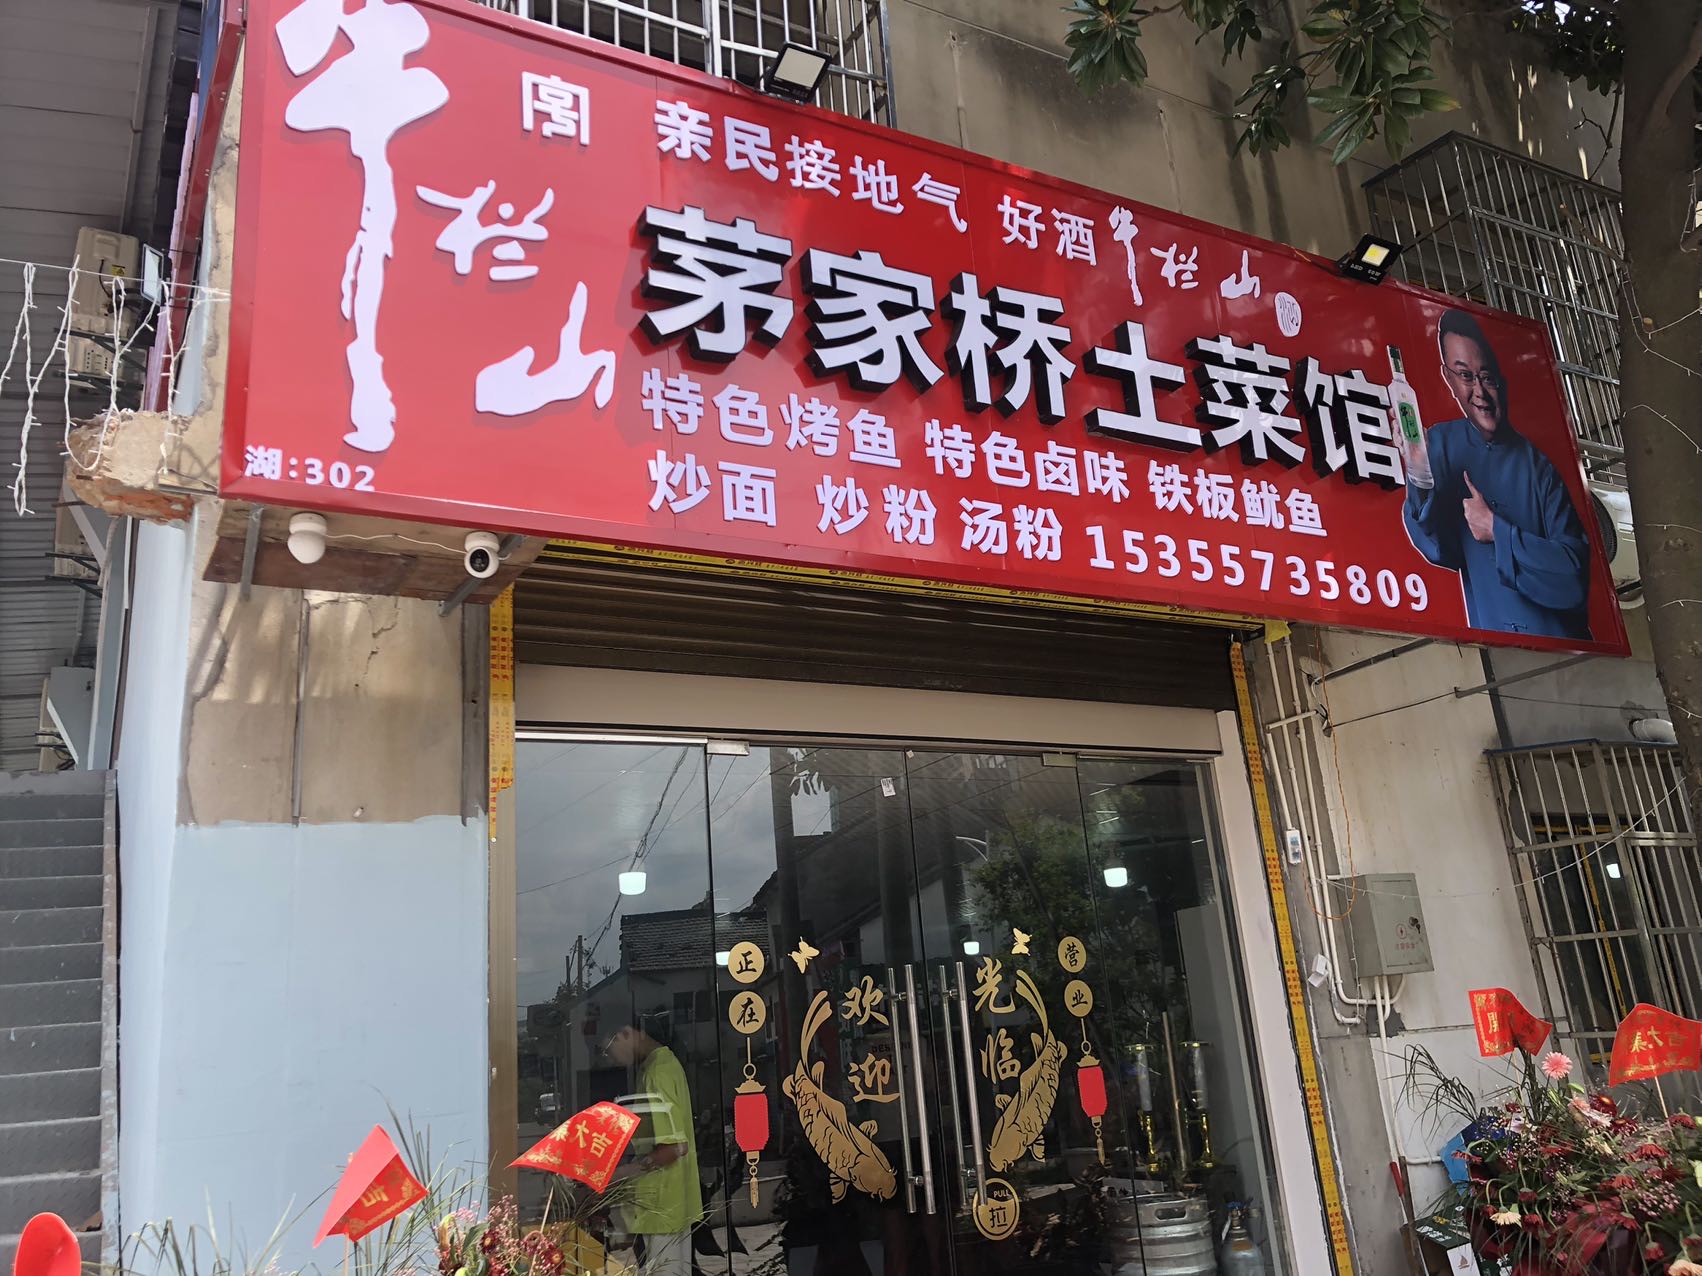 牛栏山
亲民接地气 好酒牛栏山
茅家桥土菜馆
特色烤鱼 特色卤味 铁板鱿鱼
炒面 炒粉 汤粉 15355735809
湖:302
正在
营业
欢迎
光临
PULL
拉